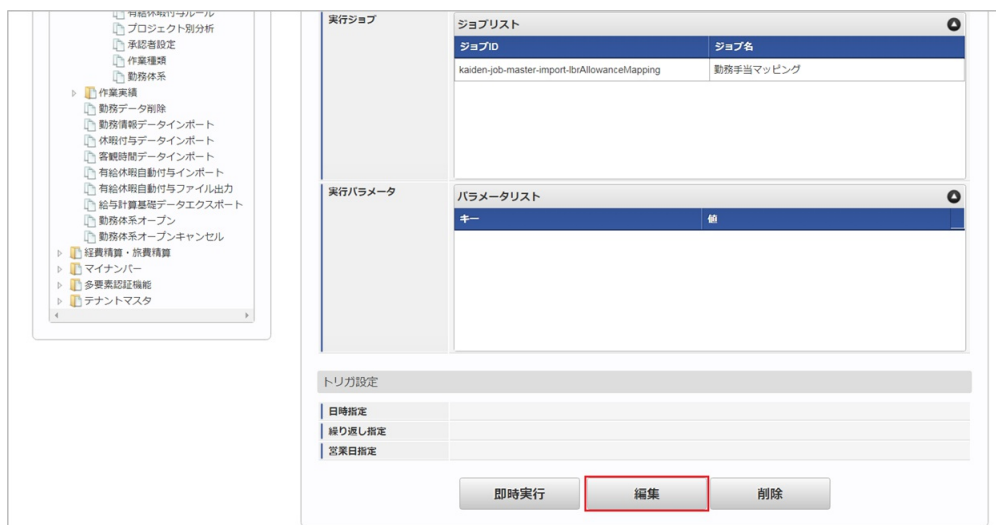 有給休暇付与ルール
プロジェクト別分析
承認者設定
作業種類
勤務体系
作業実績
勤務データ削除
勤務情報データインポート
休暇付与データインポート
客観時間データインポート
有給休暇自動付与インポート
有給休暇自動付与ファイル出力
給与計算基礎データエクスポート
勤務体系オープン
勤務体系オープンキャンセル
経費精算・旅費精算
マイナンバー
多要素認証機能
テナントマスタ
実行ジョブ
ジョブリスト
ジョブID ジョブ名
kaiden-job-master-import-lbrAllowanceMapping 勤務手当マッピング
実行パラメータ
パラメータリスト
キー 値
トリガ設定
日時指定
繰り返し指定
営業日指定
即時実行 編集 削除